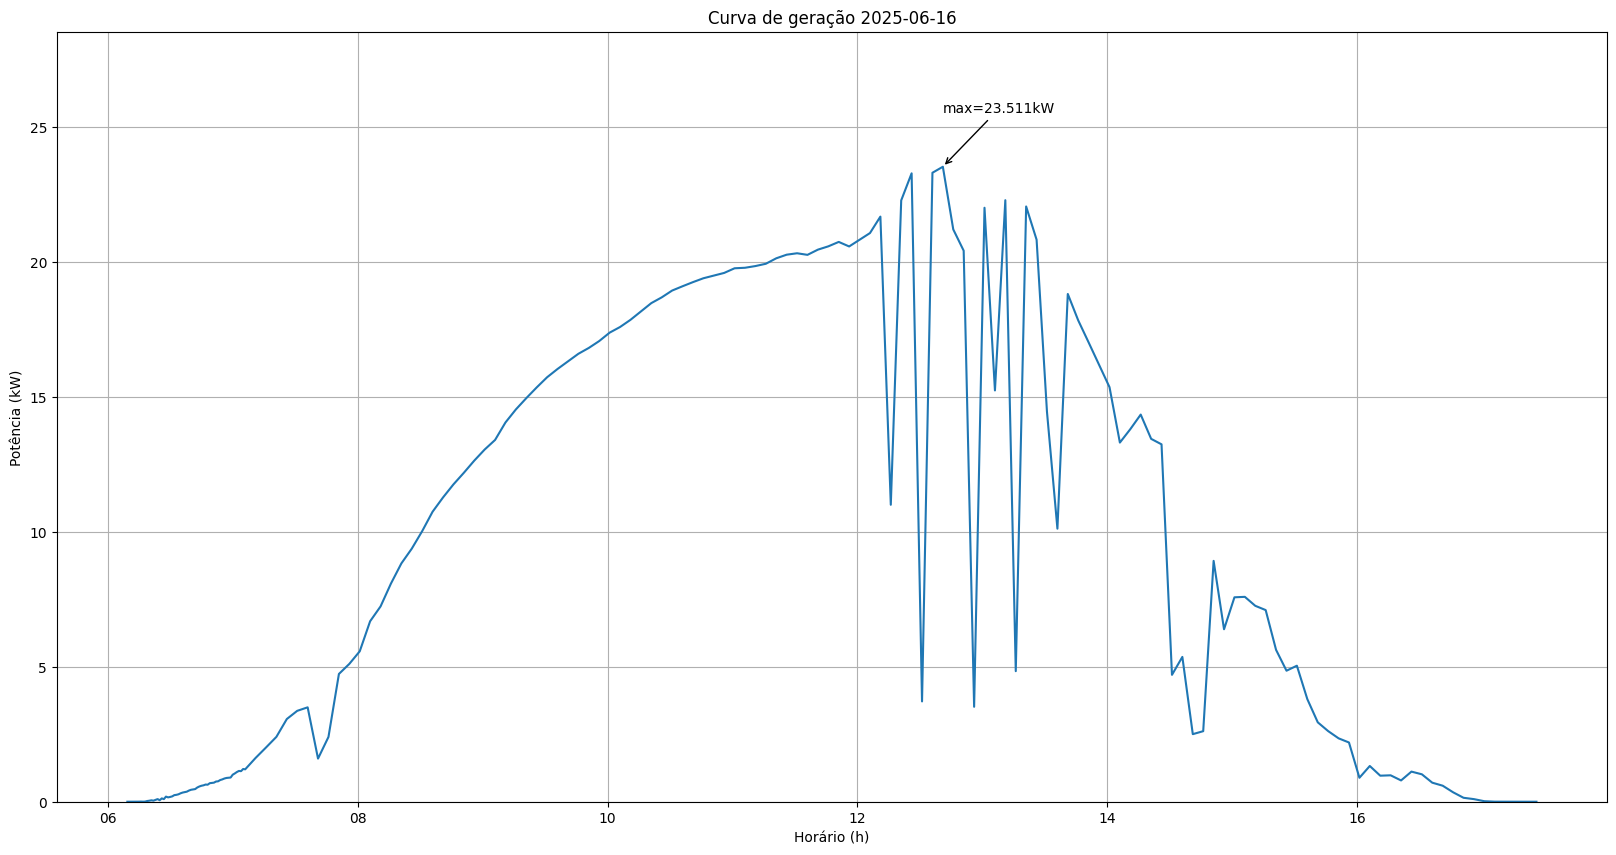 Curva de geração 2025-06-16
max=23.511kW
25
20
15
10
5
0
Potência (kW)
06 08 10 12 14 16
Horário (h)